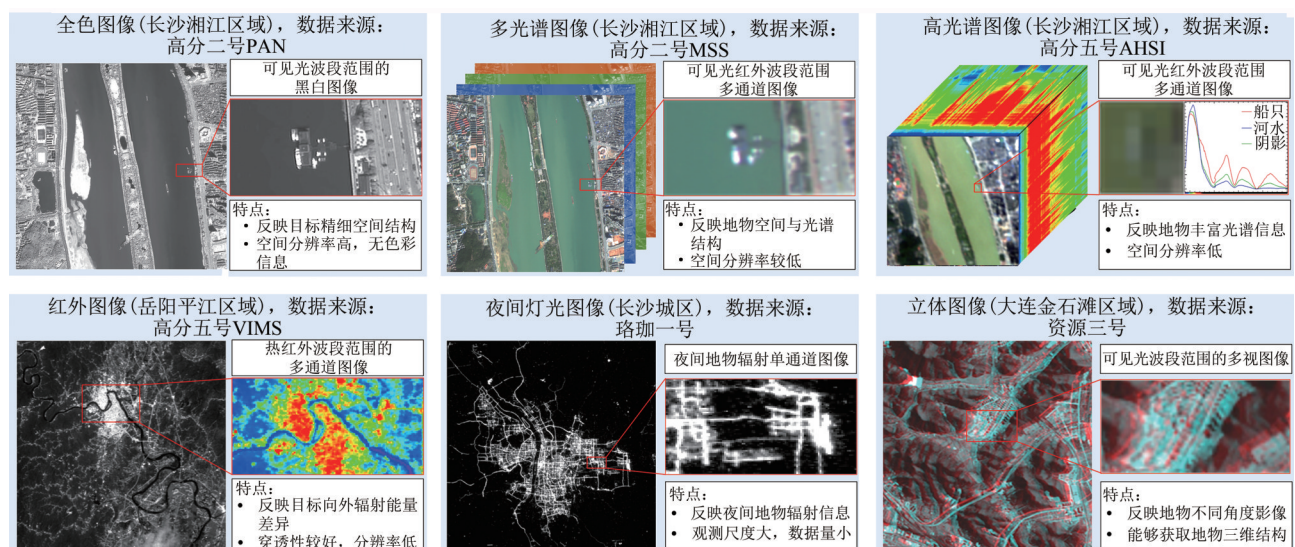 全色图像(长沙湘江区域)，数据来源：
高分二号PAN
可见光波段范围的
黑白图像
特点：
• 反映目标精细空间结构
• 空间分辨率高，无色彩
信息
多光谱图像(长沙湘江区域)，数据来源：
高分二号MSS
可见光红外波段范围
多通道图像
特点：
• 反映地物空间与光谱
结构
• 空间分辨率较低
高光谱图像(长沙湘江区域)，数据来源：
高分五号AHSI
可见光红外波段范围
多通道图像
船只
河水
阴影
特点：
• 反映地物丰富光谱信息
• 空间分辨率低
红外图像(岳阳平江区域)，数据来源：
高分五号VIMS
热红外波段范围的
多通道图像
特点：
• 反映目标向外辐射能量
差异
• 穿透性较好，分辨率低
夜间灯光图像(长沙城区)，数据来源：
珞珈一号
夜间地物辐射单通道图像
特点：
• 反映夜间地物辐射信息
• 观测尺度大，数据量小
立体图像(大连金石滩区域)，数据来源：
资源三号
可见光波段范围的多视图像
特点：
• 反映地物不同角度影像
• 能够获取地物三维结构